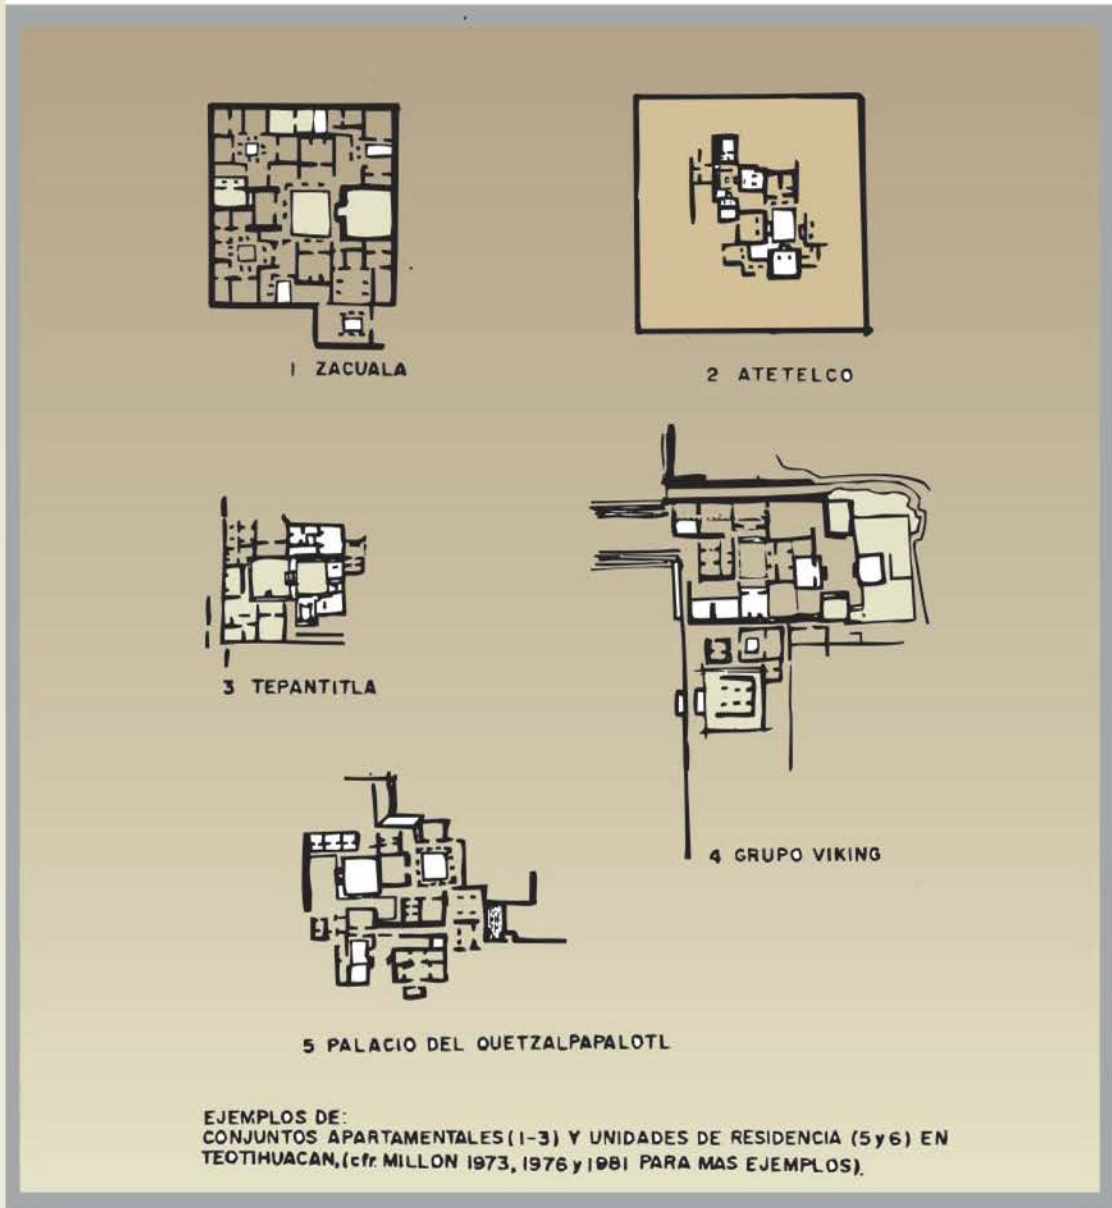 1 ZACUALA
2 ATETELCO
3 TEPANTITLA
4 GRUPO VIKING
5 PALACIO DEL QUETZALPAPALOTL
EJEMPLOS DE:
CONJUNTOS APARTAMENTALES (1-3) Y UNIDADES DE RESIDENCIA (5 y 6) EN
TEOTIHUACAN, (cfr. MILLON 1973, 1976 y 1981 PARA MAS EJEMPLOS).